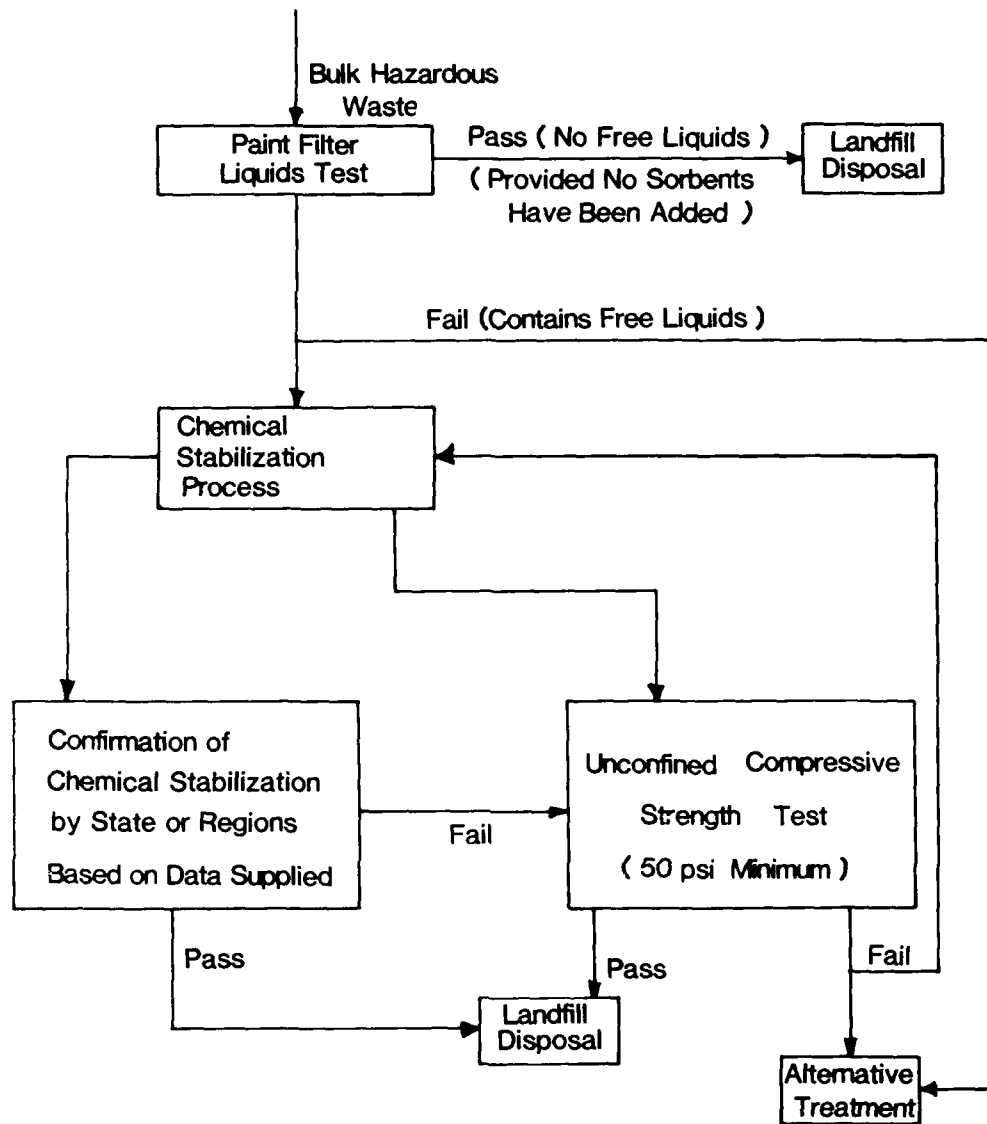 Bulk Hazardous
Waste
Paint Filter
Liquids Test
Pass ( No Free Liquids )
( Provided No Sorbents
Have Been Added )
Landfill
Disposal
Fail (Contains Free Liquids )
Chemical
Stabilization
Process
Confirmation of
Chemical Stabilization
by State or Regions
Based on Data Supplied
Fail
Unconfined Compressive
Strength Test
( 50 psi Minimum )
Pass
Pass
Fail
Landfill
Disposal
Alternative
Treatment